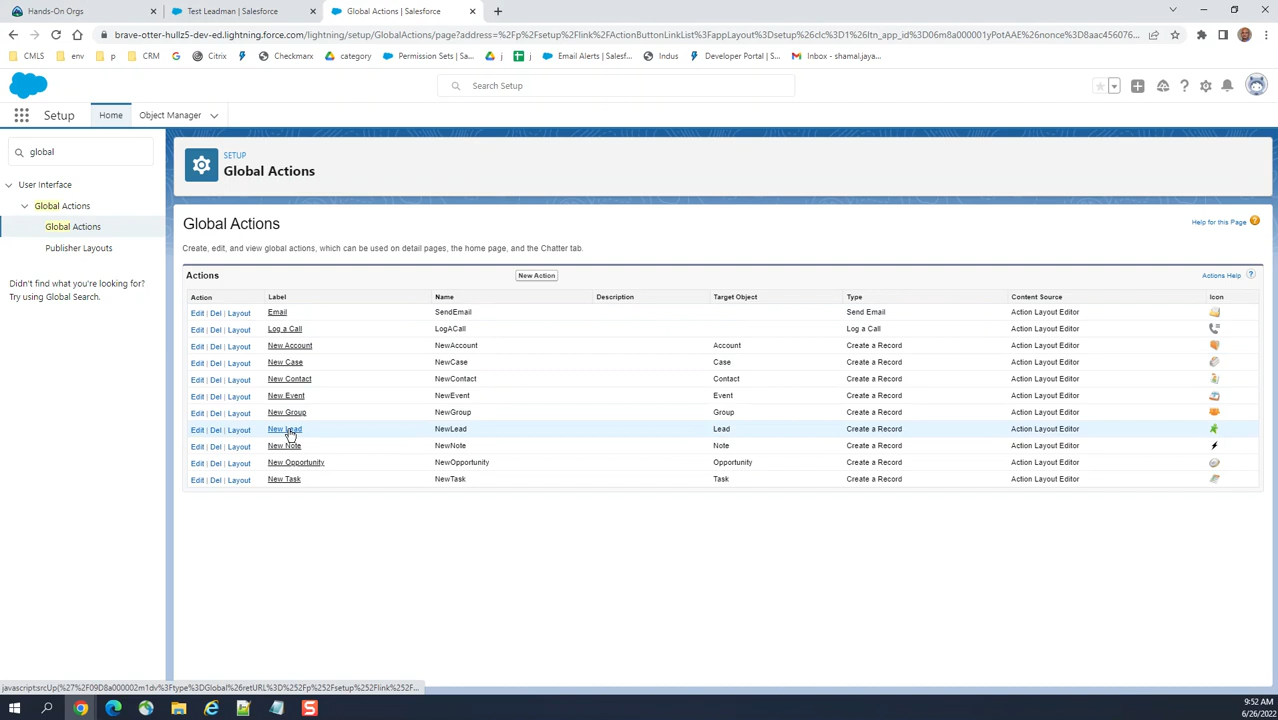 Hands-On Orgs
Test Leadman | Salesforce
Global Actions | Salesforce
brave-otter-hullz5-dev-ed.lightning.force.com/lightning/setup/GlobalActions/page?address=%2Fp%2Fsetup%2Flink%2FActionButtonLinkList%3FappLayout%3Dsetup%26clc%3D1%26ltn_app_id%3D06m8a000001yPotAAE%26nonce%3D8aac456076...
CMLS
env
p
CRM
Citrix
Checkmarx
category
Permission Sets | Sa...
j
j
Email Alerts | Salesf...
Indus
Developer Portal | S...
Inbox - shamal.jaya...
Search Setup
Setup
Home
Object Manager
global
User Interface
Global Actions
Global Actions
Publisher Layouts
Didn't find what you're looking for?
Try using Global Search.
SETUP
Global Actions
Global Actions
Help for this Page
Create, edit, and view global actions, which can be used on detail pages, the home page, and the Chatter tab.
Actions
New Action
Actions Help
Action Label Name Description Target Object Type Content Source Icon
Edit | Del | Layout Email SendEmail Send Email Action Layout Editor
Edit | Del | Layout Log a Call LogACall Log a Call Action Layout Editor
Edit | Del | Layout New Account NewAccount Account Create a Record Action Layout Editor
Edit | Del | Layout New Case NewCase Case Create a Record Action Layout Editor
Edit | Del | Layout New Contact NewContact Contact Create a Record Action Layout Editor
Edit | Del | Layout New Event NewEvent Event Create a Record Action Layout Editor
Edit | Del | Layout New Group NewGroup Group Create a Record Action Layout Editor
Edit | Del | Layout New Lead NewLead Lead Create a Record Action Layout Editor
Edit | Del | Layout New Note NewNote Note Create a Record Action Layout Editor
Edit | Del | Layout New Opportunity NewOpportunity Opportunity Create a Record Action Layout Editor
Edit | Del | Layout New Task NewTask Task Create a Record Action Layout Editor
javascript:srcUp(%27%2F09D8a000002m1dv%3Ftype%3DGlobal%26retURL%3D%252Fp%252Fsetup%252Flink%252F...
9:52 AM
6/26/2022